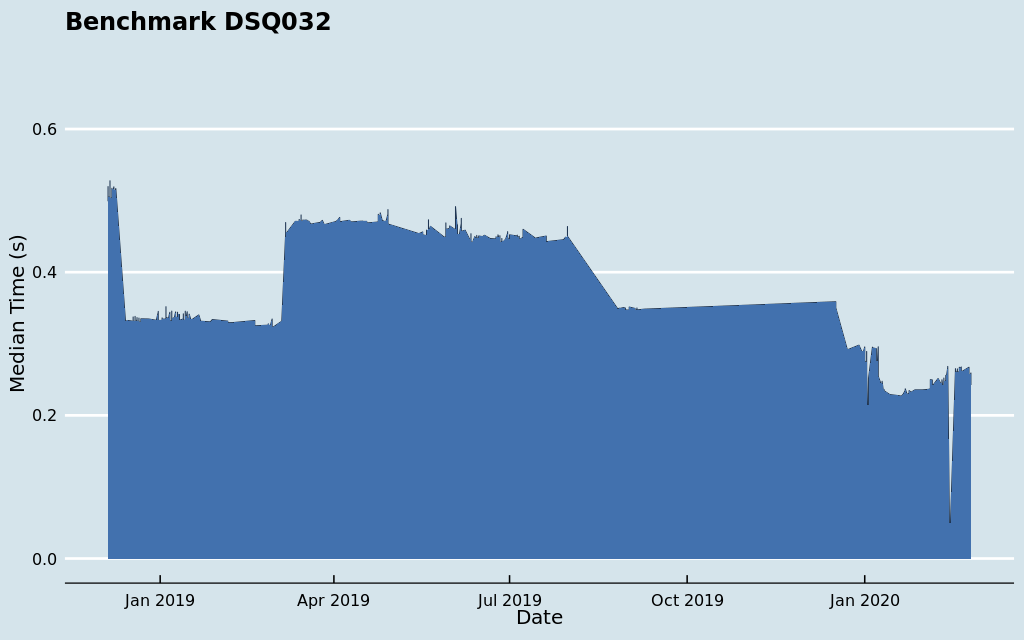 Benchmark DSQ032
Median Time (s)
0.6
0.4
0.2
0.0
Jan 2019
Apr 2019
Jul 2019
Oct 2019
Jan 2020
Date